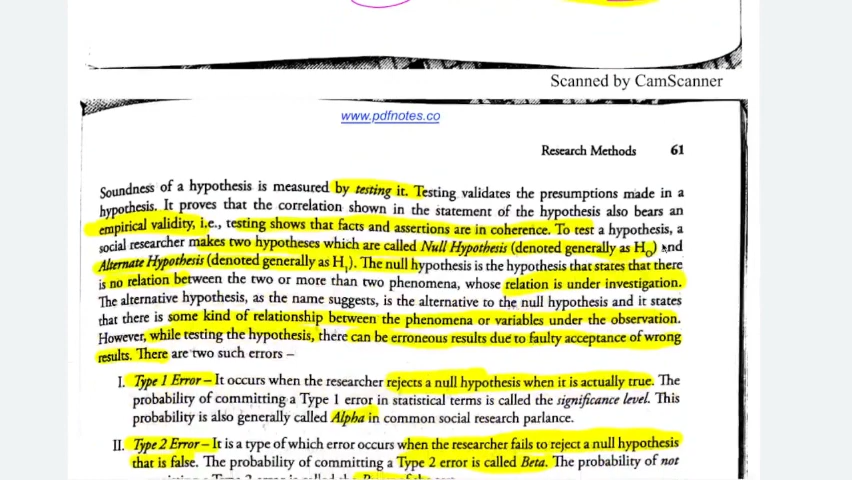 Scanned by CamScanner
www.pdfnotes.co
Research Methods 61
Soundness of a hypothesis is measured by testing it. Testing validates the presumptions made in a
hypothesis. It proves that the correlation shown in the statement of the hypothesis also bears an
empirical validity, i.e., testing shows that facts and assertions are in coherence. To test a hypothesis, a
social researcher makes two hypotheses which are called Null Hypothesis (denoted generally as H₀) and
Alternate Hypothesis (denoted generally as H₁). The null hypothesis is the hypothesis that states that there
is no relation between the two or more than two phenomena, whose relation is under investigation.
The alternative hypothesis, as the name suggests, is the alternative to the null hypothesis and it states
that there is some kind of relationship between the phenomena or variables under the observation.
However, while testing the hypothesis, there can be erroneous results due to faulty acceptance of wrong
results. There are two such errors –
I. Type 1 Error – It occurs when the researcher rejects a null hypothesis when it is actually true. The
probability of committing a Type 1 error in statistical terms is called the significance level. This
probability is also generally called Alpha in common social research parlance.
II. Type 2 Error – It is a type of which error occurs when the researcher fails to reject a null hypothesis
that is false. The probability of committing a Type 2 error is called Beta. The probability of not